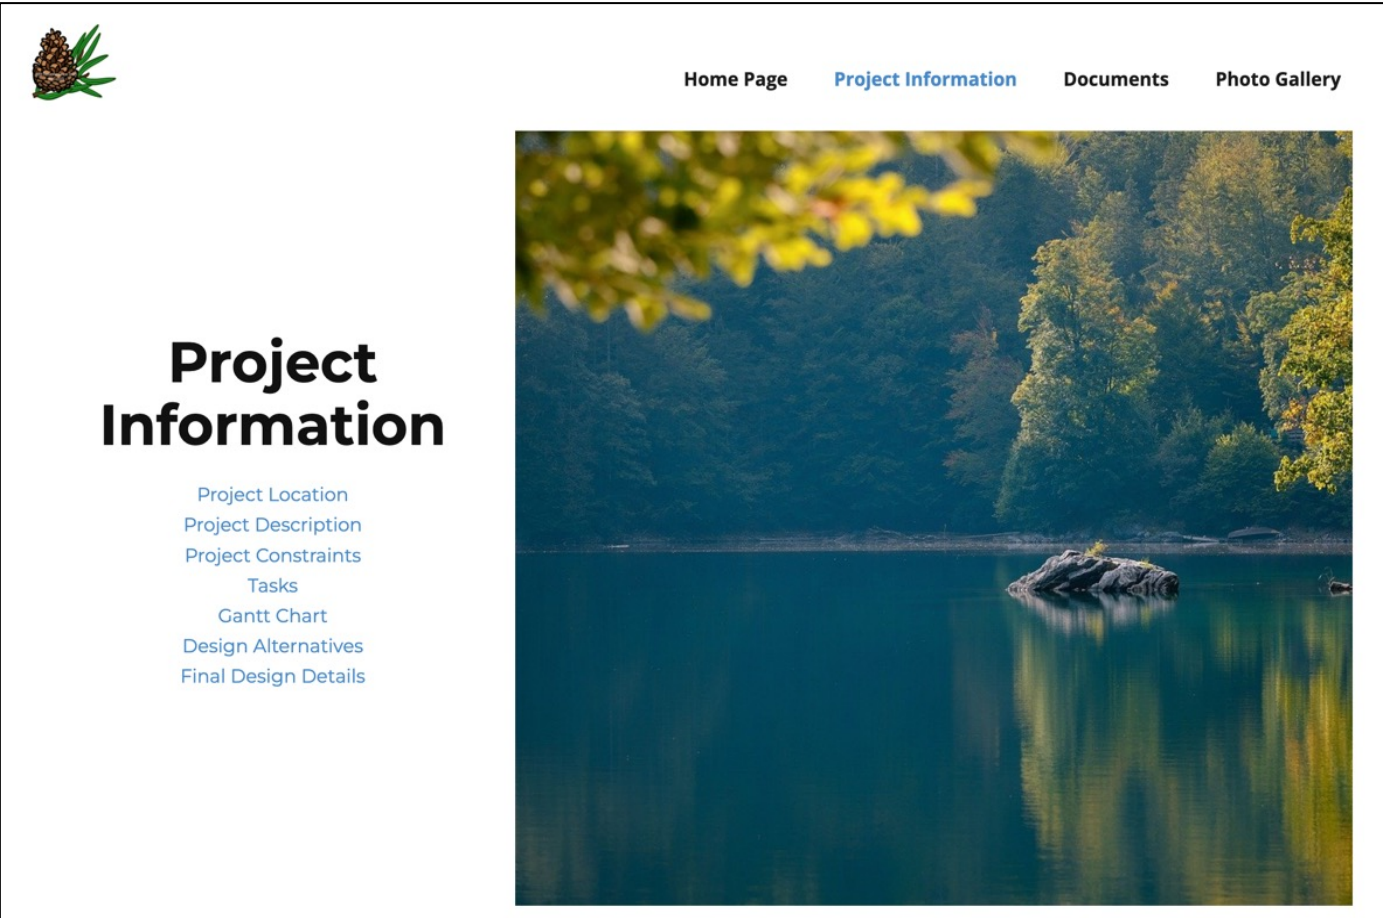 Home Page Project Information Documents Photo Gallery
Project
Information
Project Location
Project Description
Project Constraints
Tasks
Gantt Chart
Design Alternatives
Final Design Details